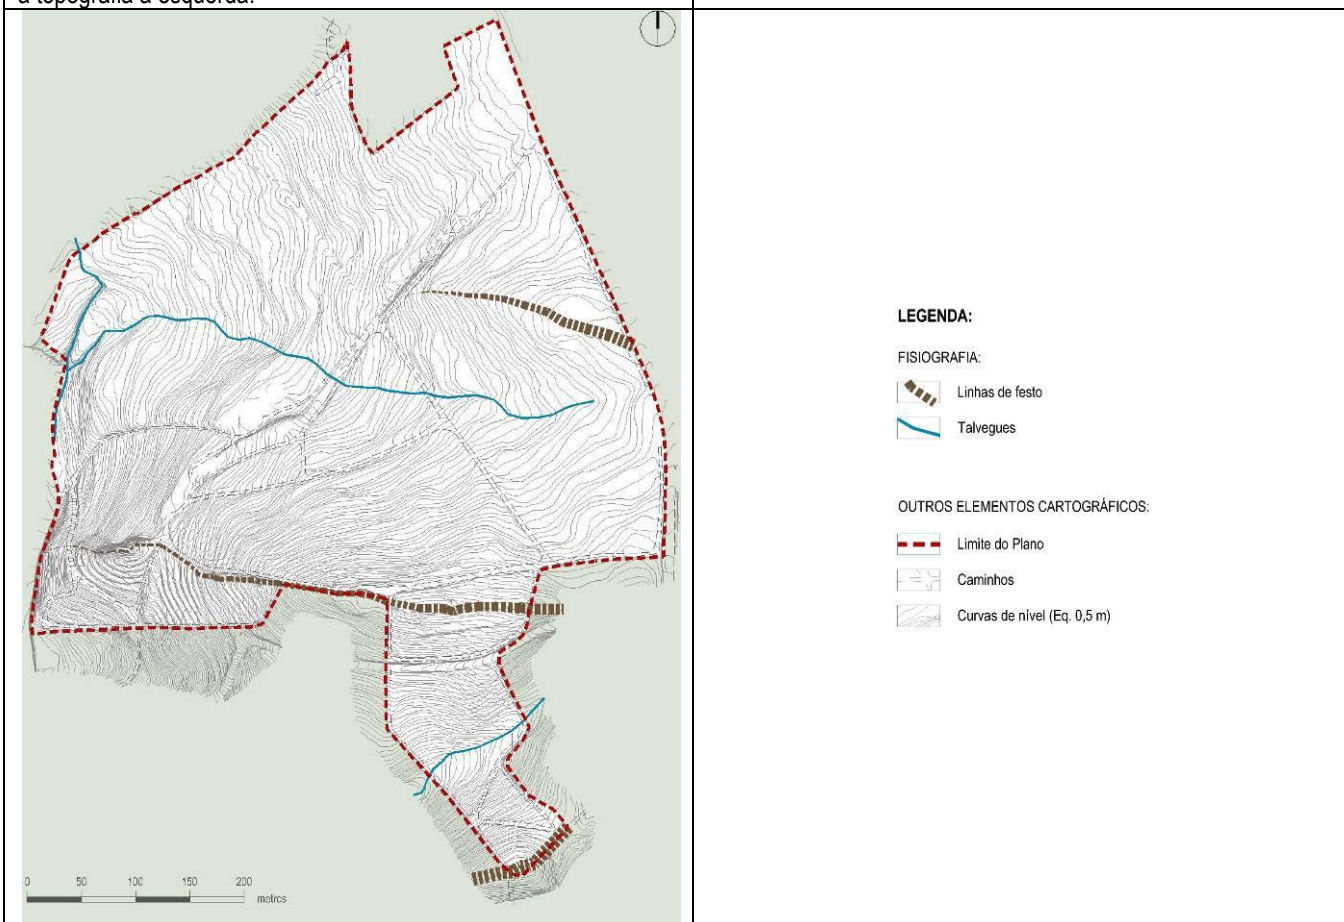 a topografia à esquerda.
LEGENDA:
FISIOGRAFIA:
Linhas de festo
Talvegues
OUTROS ELEMENTOS CARTOGRÁFICOS:
Limite do Plano
Caminhos
Curvas de nível (Eq. 0,5 m)
0 50 100 150 200
metros